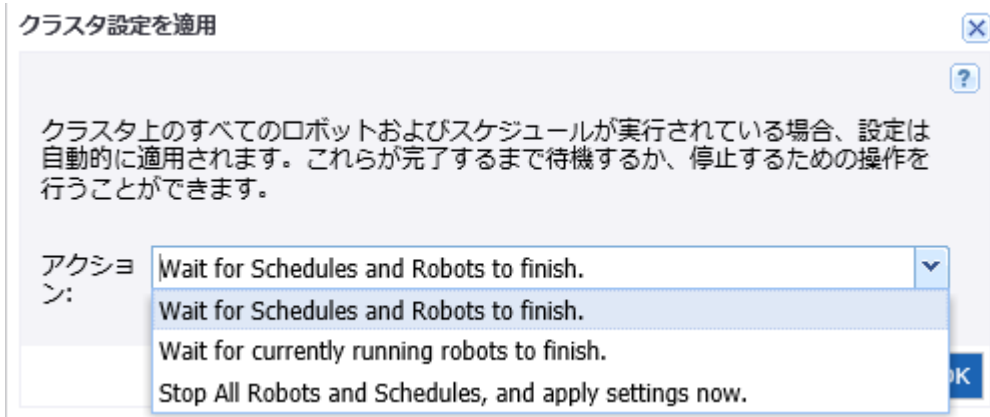 クラスタ設定を適用
?
クラスタ上のすべてのロボットおよびスケジュールが実行されている場合、設定は
自動的に適用されます。これらが完了するまで待機するか、停止するための操作を
行うことができます。
アクショ
ン:
Wait for Schedules and Robots to finish.
Wait for Schedules and Robots to finish.
Wait for currently running robots to finish.
Stop All Robots and Schedules, and apply settings now.
OK